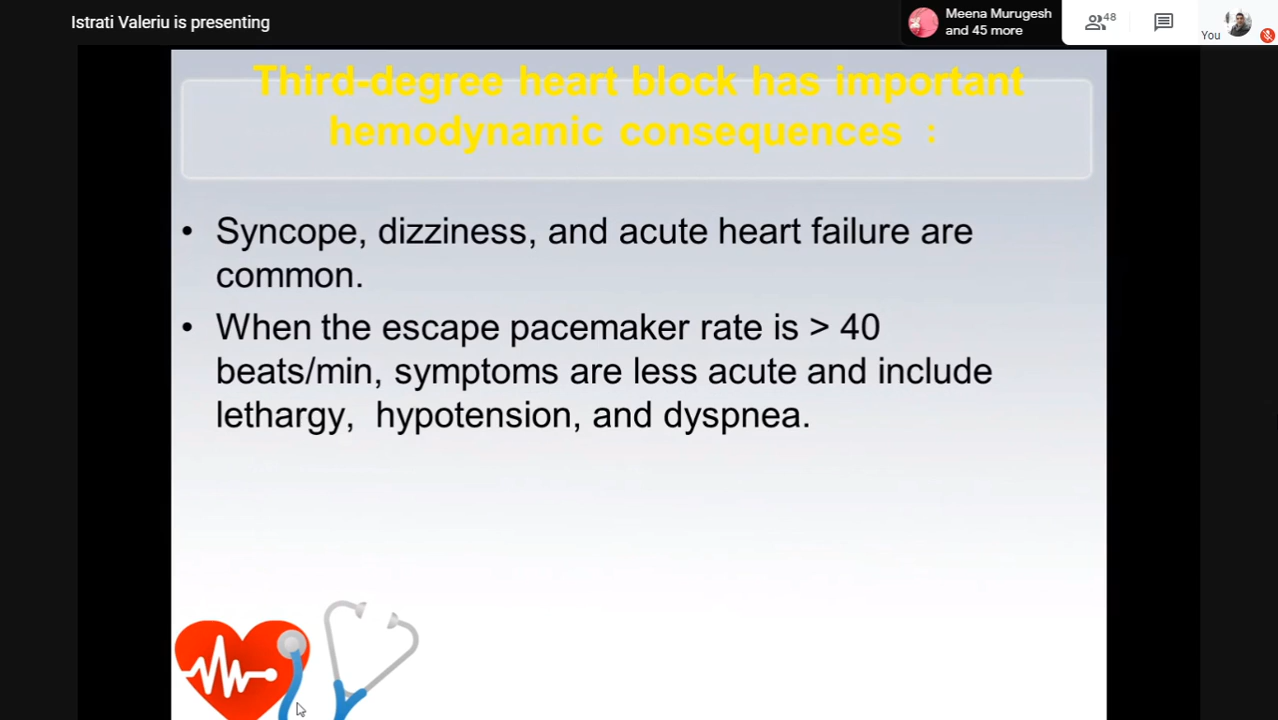 Istrati Valeriu is presenting
Meena Murugesh
and 45 more
48
You
Third-degree heart block has important
hemodynamic consequences :
• Syncope, dizziness, and acute heart failure are
common.
• When the escape pacemaker rate is > 40
beats/min, symptoms are less acute and include
lethargy, hypotension, and dyspnea.